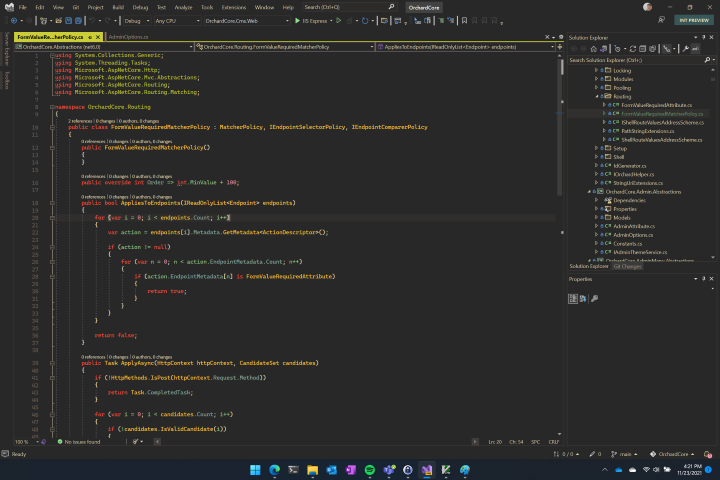 File Edit View Git Project Build Debug Test Analyze Tools Extensions Window Help Search (Ctrl+Q) OrchardCore
Debug Any CPU OrchardCore.Cms.Web IIS Express INT PREVIEW
Server Explorer
Toolbox
FormValueRe...herPolicy.cs AdminOptions.cs
OrchardCore.Abstractions (net6.0) OrchardCore.Routing.FormValueRequiredMatcherPolicy AppliesToEndpoints(IReadOnlyList<Endpoint> endpoints)
1 using System.Collections.Generic;
2 using System.Threading.Tasks;
3 using Microsoft.AspNetCore.Http;
4 using Microsoft.AspNetCore.Mvc.Abstractions;
5 using Microsoft.AspNetCore.Routing;
6 using Microsoft.AspNetCore.Routing.Matching;
7
8 namespace OrchardCore.Routing
9 {
2 references | 0 changes | 0 authors, 0 changes
10 public class FormValueRequiredMatcherPolicy : MatcherPolicy, IEndpointSelectorPolicy, IEndpointComparerPolicy
11 {
0 references | 0 changes | 0 authors, 0 changes
12 public FormValueRequiredMatcherPolicy()
13 {
14 }
15
0 references | 0 changes | 0 authors, 0 changes
16 public override int Order => int.MinValue + 100;
17
0 references | 0 changes | 0 authors, 0 changes
18 public bool AppliesToEndpoints(IReadOnlyList<Endpoint> endpoints)
19 {
20 for (var i = 0; i < endpoints.Count; i++)
21 {
22 var action = endpoints[i].Metadata.GetMetadata<ActionDescriptor>();
23
24 if (action != null)
25 {
26 for (var n = 0; n < action.EndpointMetadata.Count; n++)
27 {
28 if (action.EndpointMetadata[n] is FormValueRequiredAttribute)
29 {
30 return true;
31 }
32 }
33 }
34 }
35
36 return false;
37 }
38
0 references | 0 changes | 0 authors, 0 changes
39 public Task ApplyAsync(HttpContext httpContext, CandidateSet candidates)
40 {
41 if (!HttpMethods.IsPost(httpContext.Request.Method))
42 {
43 return Task.CompletedTask;
44 }
45
46 for (var i = 0; i < candidates.Count; i++)
47 {
48 if (!candidates.IsValidCandidate(i))
49 {
100 % No issues found Ln: 20 Ch: 54 SPC CRLF
Solution Explorer
Search Solution Explorer (Ctrl+;)
Locking
Modules
Pooling
Routing
FormValueRequiredAttribute.cs
FormValueRequiredMatcherPolicy.cs
IShellRouteValuesAddressScheme.cs
PathStringExtensions.cs
ShellRouteValuesAddressScheme.cs
Setup
Shell
IdGenerator.cs
IOrchardHelper.cs
StringUriExtensions.cs
OrchardCore.Admin.Abstractions
Dependencies
Properties
Models
AdminAttribute.cs
AdminOptions.cs
Constants.cs
IAdminThemeService.cs
OrchardCore.AdminMenu.Abstractions
Solution Explorer Git Changes
Properties
Ready 0 / 0 0 main OrchardCore
4:21 PM
11/23/2021